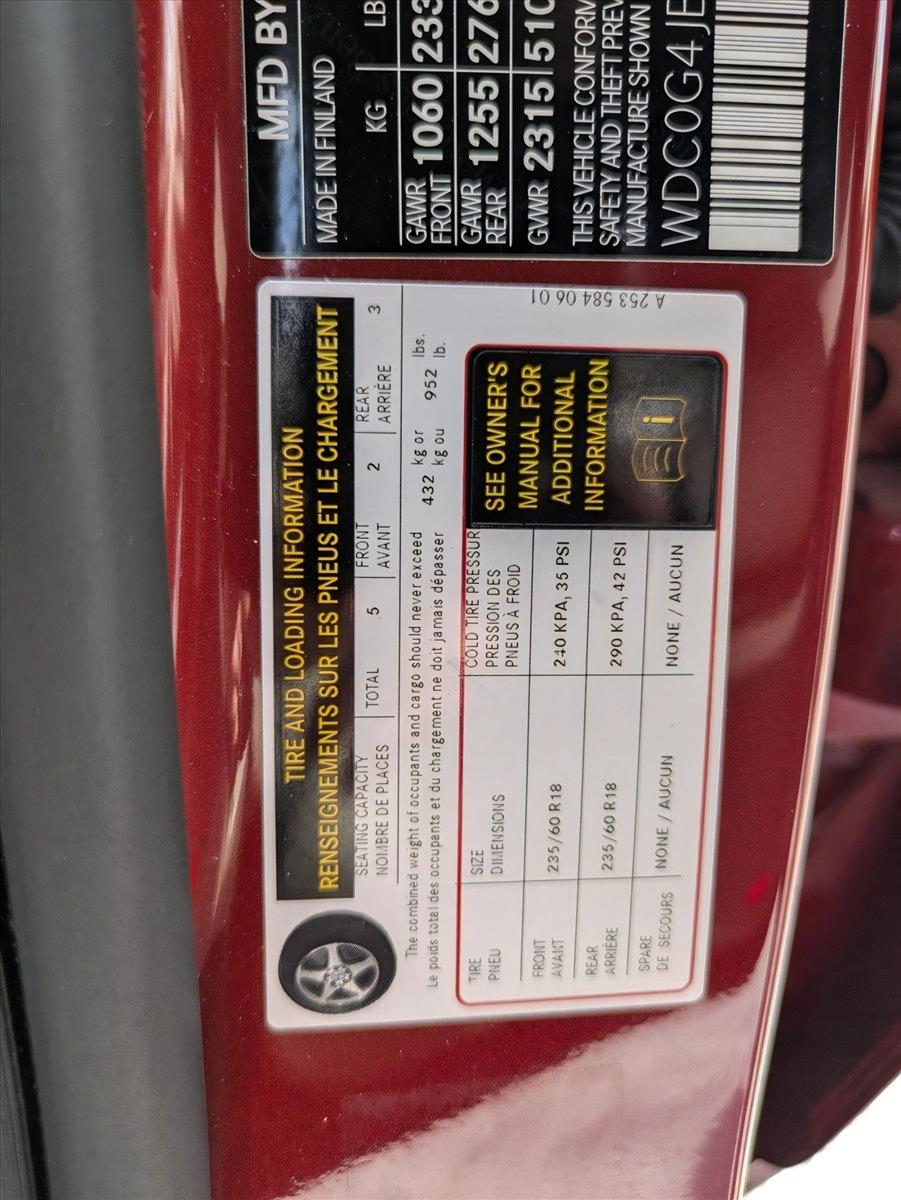 MFD BY
MADE IN FINLAND
KG LB
GAWR FRONT 1060 233
GAWR REAR 1255 276
GVWR 2315 510
THIS VEHICLE CONFORM
SAFETY AND THEFT PREV
MANUFACTURE SHOWN
WDC0G4JE
TIRE AND LOADING INFORMATION
RENSEIGNEMENTS SUR LES PNEUS ET LE CHARGEMENT
SEATING CAPACITY
NOMBRE DE PLACES
TOTAL 5
FRONT
AVANT
2
REAR
ARRIÈRE
3
The combined weight of occupants and cargo should never exceed
Le poids total des occupants et du chargement ne doit jamais dépasser
432
kg or
kg ou
952
lbs.
lb.
TIRE
PNEU
SIZE
DIMENSIONS
COLD TIRE PRESSUR
PRESSION DES
PNEUS À FROID
FRONT
AVANT
235/60 R18
240 KPA, 35 PSI
REAR
ARRIÈRE
235/60 R18
290 KPA, 42 PSI
SPARE
DE SECOURS
NONE / AUCUN
NONE / AUCUN
SEE OWNER'S
MANUAL FOR
ADDITIONAL
INFORMATION
i
A 253 584 06 01